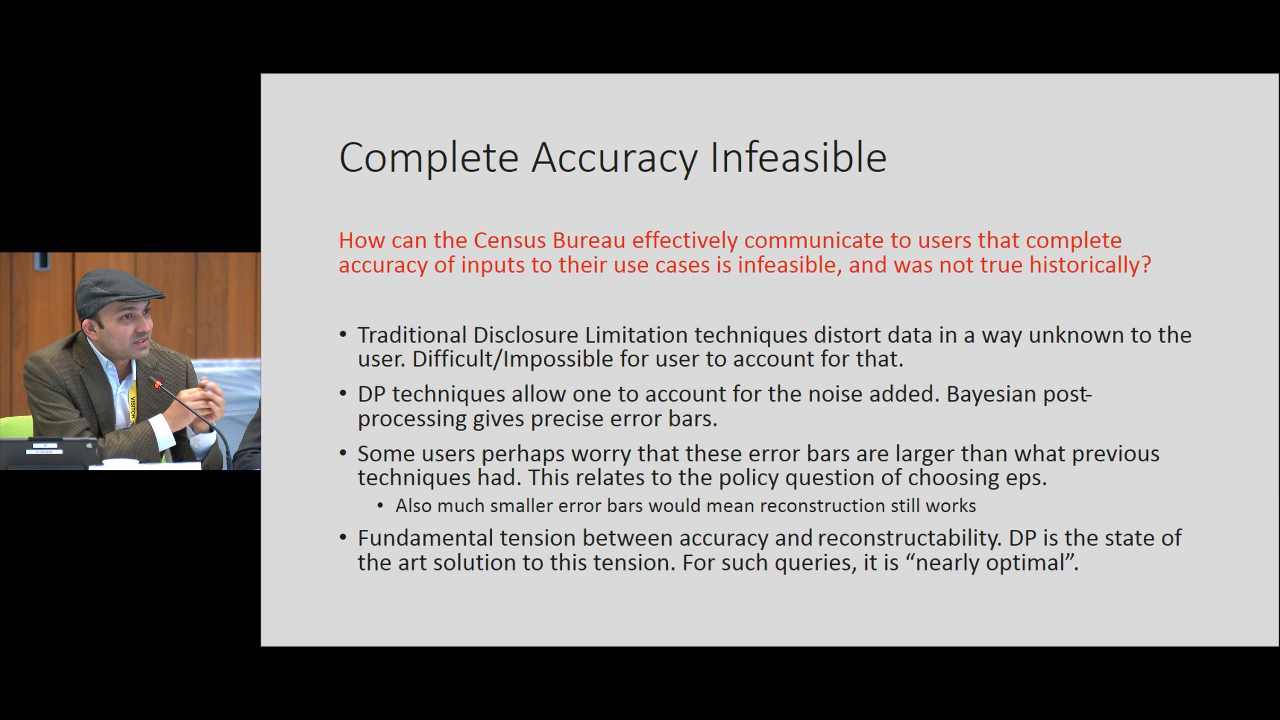 Complete Accuracy Infeasible
How can the Census Bureau effectively communicate to users that complete
accuracy of inputs to their use cases is infeasible, and was not true historically?
• Traditional Disclosure Limitation techniques distort data in a way unknown to the
user. Difficult/Impossible for user to account for that.
• DP techniques allow one to account for the noise added. Bayesian post-
processing gives precise error bars.
• Some users perhaps worry that these error bars are larger than what previous
techniques had. This relates to the policy question of choosing eps.
• Also much smaller error bars would mean reconstruction still works
• Fundamental tension between accuracy and reconstructability. DP is the state of
the art solution to this tension. For such queries, it is “nearly optimal”.
VISITOR